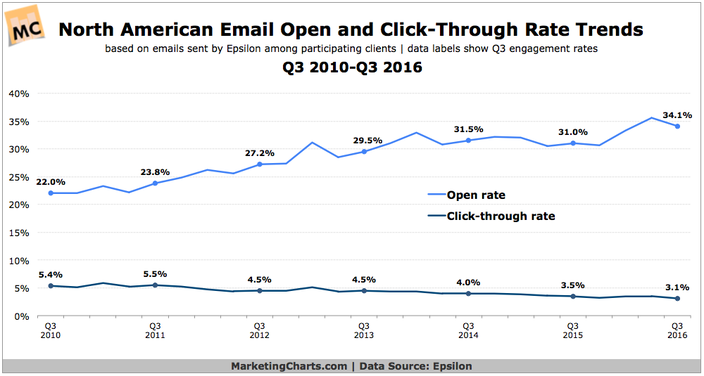 MC
North American Email Open and Click-Through Rate Trends
based on emails sent by Epsilon among participating clients | data labels show Q3 engagement rates
Q3 2010-Q3 2016
40%
35%
30%
25%
20%
15%
10%
5%
0%
22.0%
23.8%
27.2%
29.5%
31.5%
31.0%
34.1%
Open rate
Click-through rate
5.4%
5.5%
4.5%
4.5%
4.0%
3.5%
3.1%
Q3
2010
Q3
2011
Q3
2012
Q3
2013
Q3
2014
Q3
2015
Q3
2016
MarketingCharts.com | Data Source: Epsilon